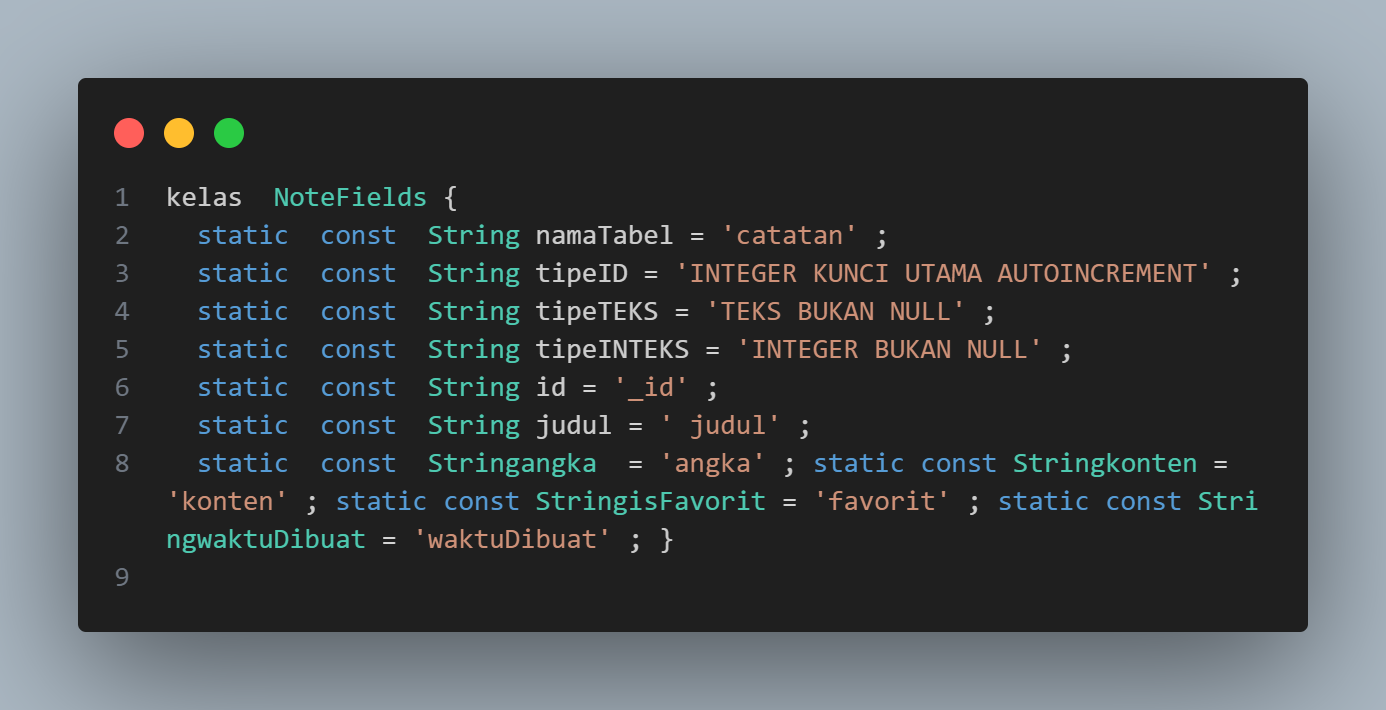 1 kelas  NoteFields {
2   static  const  String namaTabel = 'catatan' ;
3   static  const  String tipeID = 'INTEGER KUNCI UTAMA AUTOINCREMENT' ;
4   static  const  String tipeTEKS = 'TEKS BUKAN NULL' ;
5   static  const  String tipeINTEKS = 'INTEGER BUKAN NULL' ;
6   static  const  String id = '_id' ;
7   static  const  String judul = ' judul' ;
8   static  const  Stringangka  = 'angka' ; static const Stringkonten =
'konten' ; static const StringisFavorit = 'favorit' ; static const Stri
ngwaktuDibuat = 'waktuDibuat' ; }
9